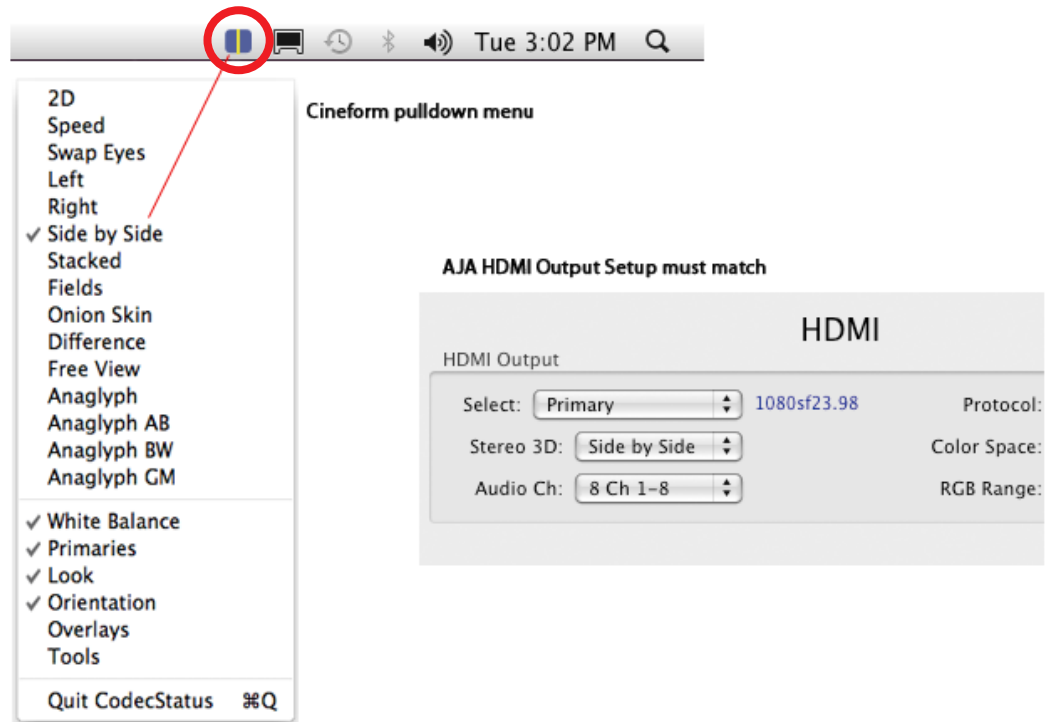 Tue 3:02 PM
Cineform pulldown menu
2D
Speed
Swap Eyes
Left
Right
✓ Side by Side
Stacked
Fields
Onion Skin
Difference
Free View
Anaglyph
Anaglyph AB
Anaglyph BW
Anaglyph GM
✓ White Balance
✓ Primaries
✓ Look
✓ Orientation
Overlays
Tools
Quit CodecStatus ⌘Q
AJA HDMI Output Setup must match
HDMI
HDMI Output
Select: Primary 1080sf23.98 Protocol:
Stereo 3D: Side by Side Color Space:
Audio Ch: 8 Ch 1-8 RGB Range: